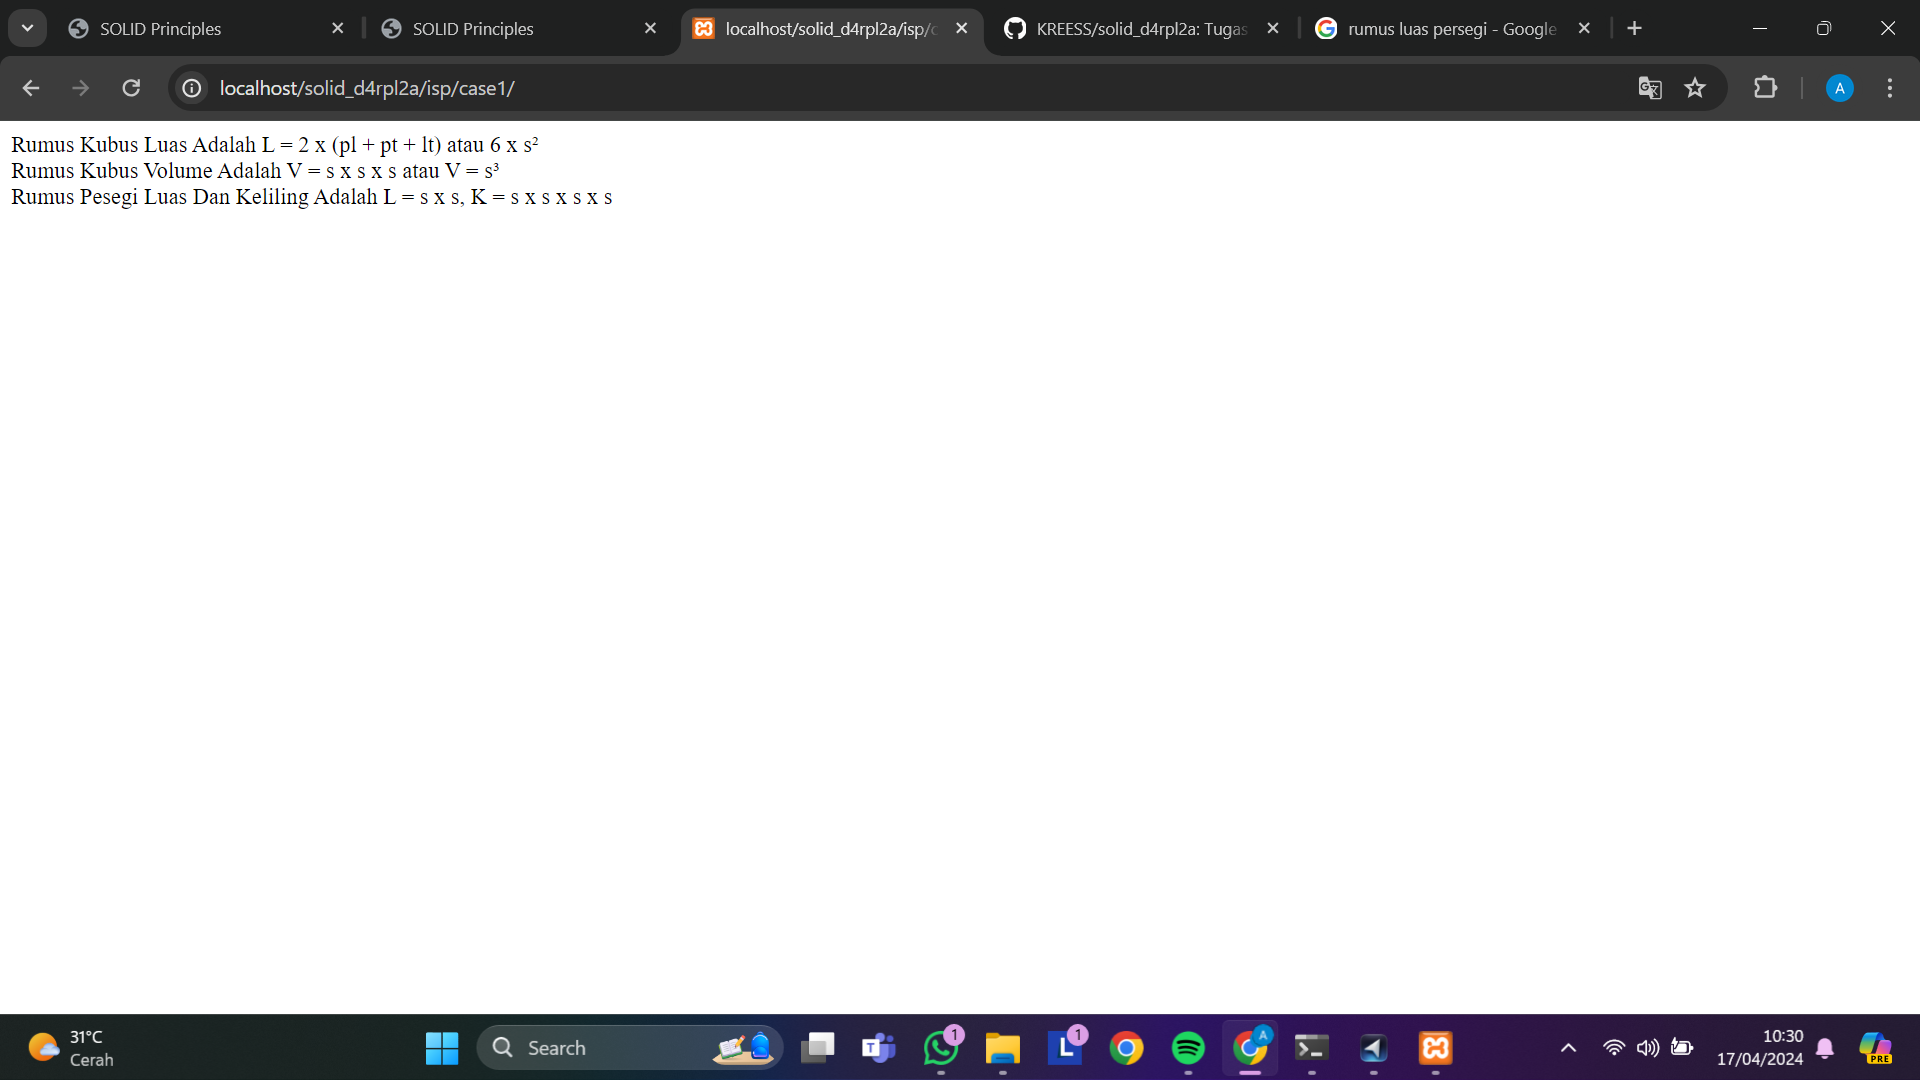 SOLID Principles
SOLID Principles
localhost/solid_d4rpl2a/isp/c
KREESS/solid_d4rpl2a: Tugas
rumus luas persegi - Google
localhost/solid_d4rpl2a/isp/case1/
A
Rumus Kubus Luas Adalah L = 2 x (pl + pt + lt) atau 6 x s²
Rumus Kubus Volume Adalah V = s x s x s atau V = s³
Rumus Pesegi Luas Dan Keliling Adalah L = s x s, K = s x s x s x s
31°C
Cerah
Search
T
1
L
1
A
10:30
17/04/2024
PRE